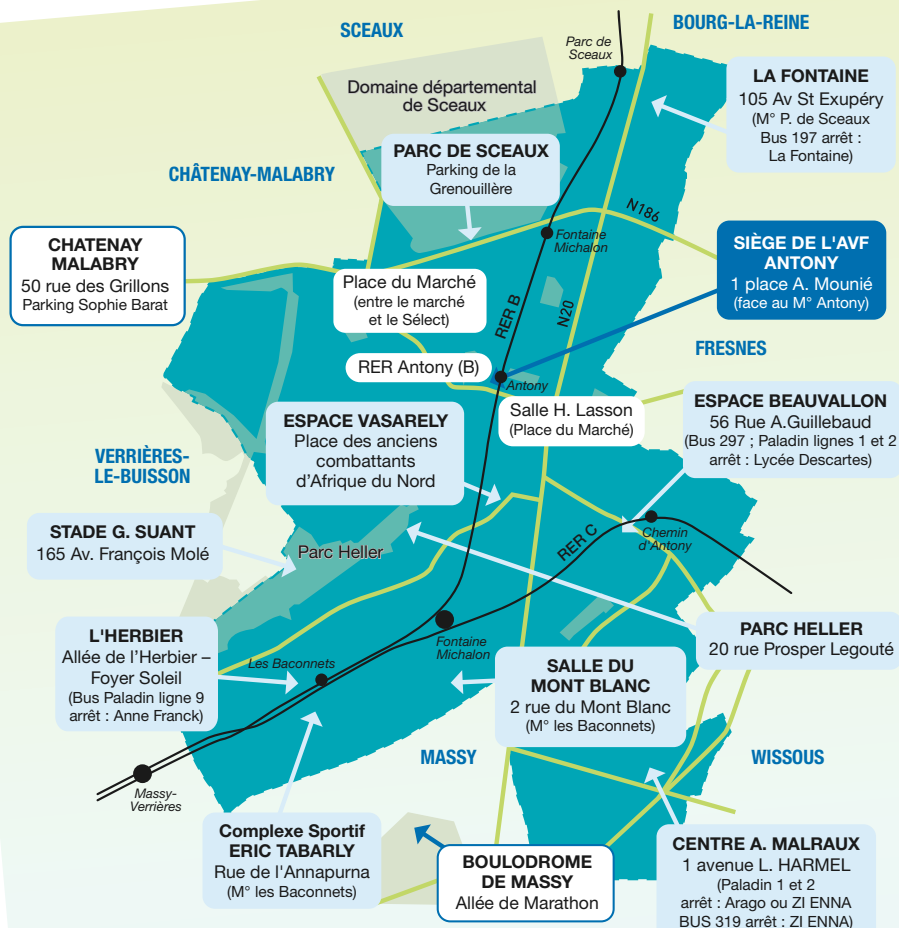 SCEAUX
BOURG-LA-REINE
Parc de
Sceaux
Domaine départemental
de Sceaux
LA FONTAINE
105 Av St Exupéry
(M° P. de Sceaux
Bus 197 arrêt :
La Fontaine)
PARC DE SCEAUX
Parking de la
Grenouillère
CHÂTENAY-MALABRY
N186
Fontaine
Michalon
CHATENAY
MALABRY
50 rue des Grillons
Parking Sophie Barat
SIÈGE DE L'AVF
ANTONY
1 place A. Mounié
(face au M° Antony)
Place du Marché
(entre le marché
et le Sélect)
RER B
N20
FRESNES
RER Antony (B)
Antony
Salle H. Lasson
(Place du Marché)
ESPACE BEAUVALLON
56 Rue A.Guillebaud
(Bus 297 ; Paladin lignes 1 et 2
arrêt : Lycée Descartes)
ESPACE VASARELY
Place des anciens
combattants
d'Afrique du Nord
VERRIÈRES-
LE-BUISSON
STADE G. SUANT
165 Av. François Molé
Parc Heller
RER C
Chemin
d'Antony
L'HERBIER
Allée de l'Herbier –
Foyer Soleil
(Bus Paladin ligne 9
arrêt : Anne Franck)
Les Baconnets
Fontaine
Michalon
PARC HELLER
20 rue Prosper Legouté
SALLE DU
MONT BLANC
2 rue du Mont Blanc
(M° les Baconnets)
MASSY
WISSOUS
Massy-
Verrières
Complexe Sportif
ERIC TABARLY
Rue de l'Annapurna
(M° les Baconnets)
BOULODROME
DE MASSY
Allée de Marathon
CENTRE A. MALRAUX
1 avenue L. HARMEL
(Paladin 1 et 2
arrêt : Arago ou ZI ENNA
BUS 319 arrêt : ZI ENNA)